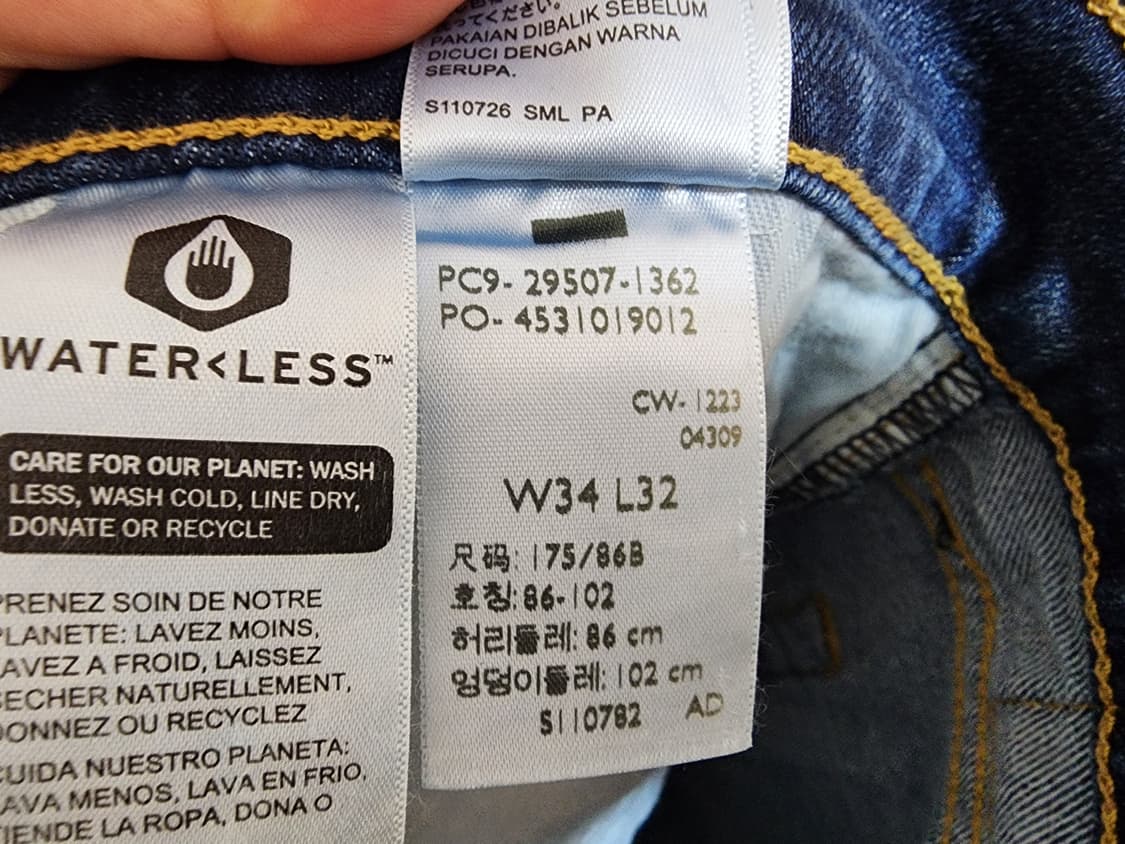 ってください。
PAKAIAN DIBALIK SEBELUM
DICUCI DENGAN WARNA
SERUPA.
S110726 SML PA
WATER<LESS™
CARE FOR OUR PLANET: WASH
LESS, WASH COLD, LINE DRY,
DONATE OR RECYCLE
PRENEZ SOIN DE NOTRE
PLANETE: LAVEZ MOINS,
LAVEZ A FROID, LAISSEZ
SECHER NATURELLEMENT,
DONNEZ OU RECYCLEZ
CUIDA NUESTRO PLANETA:
LAVA MENOS, LAVA EN FRIO,
TIENDE LA ROPA, DONA O
PC9-29507-1362
PO-4531019012
CW-1223
04309
W34 L32
尺码: 175/86B
호칭:86-102
허리둘레: 86 cm
엉덩이둘레: 102 cm
S110782 AD